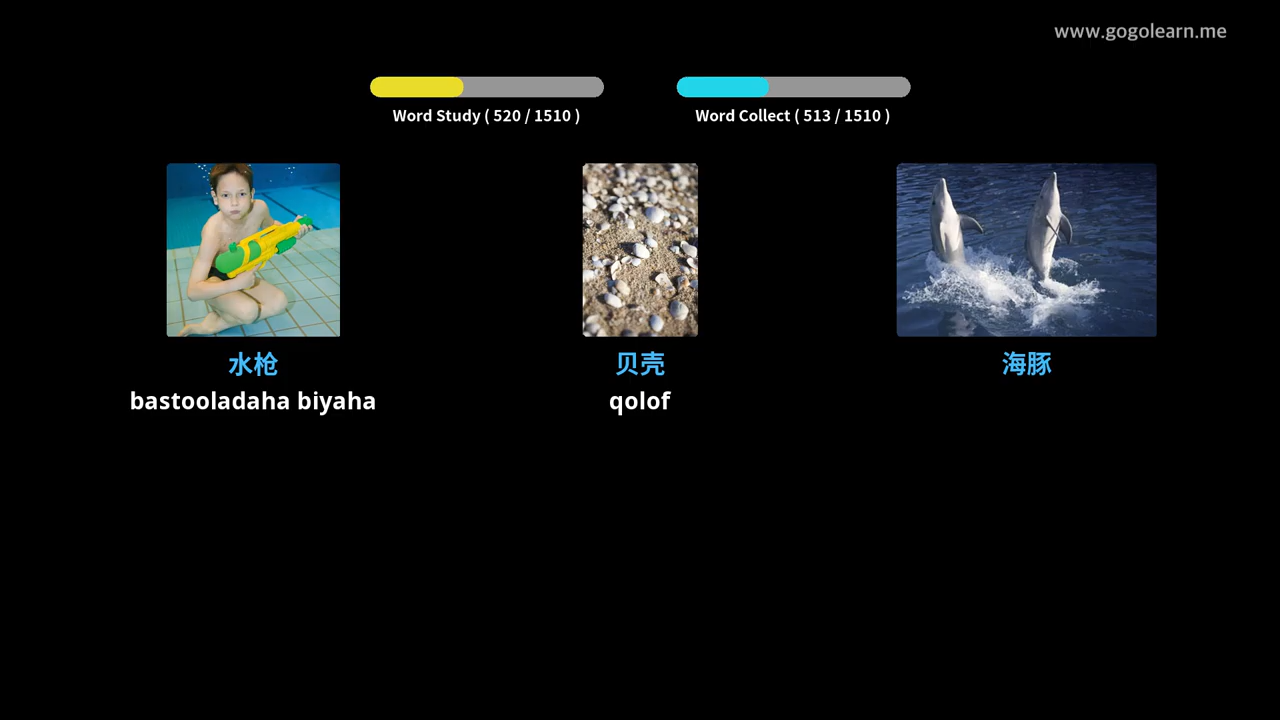 www.gogolearn.me
Word Study ( 520 / 1510 )
Word Collect ( 513 / 1510 )
水枪
贝壳
海豚
bastooladaha biyaha
qolof